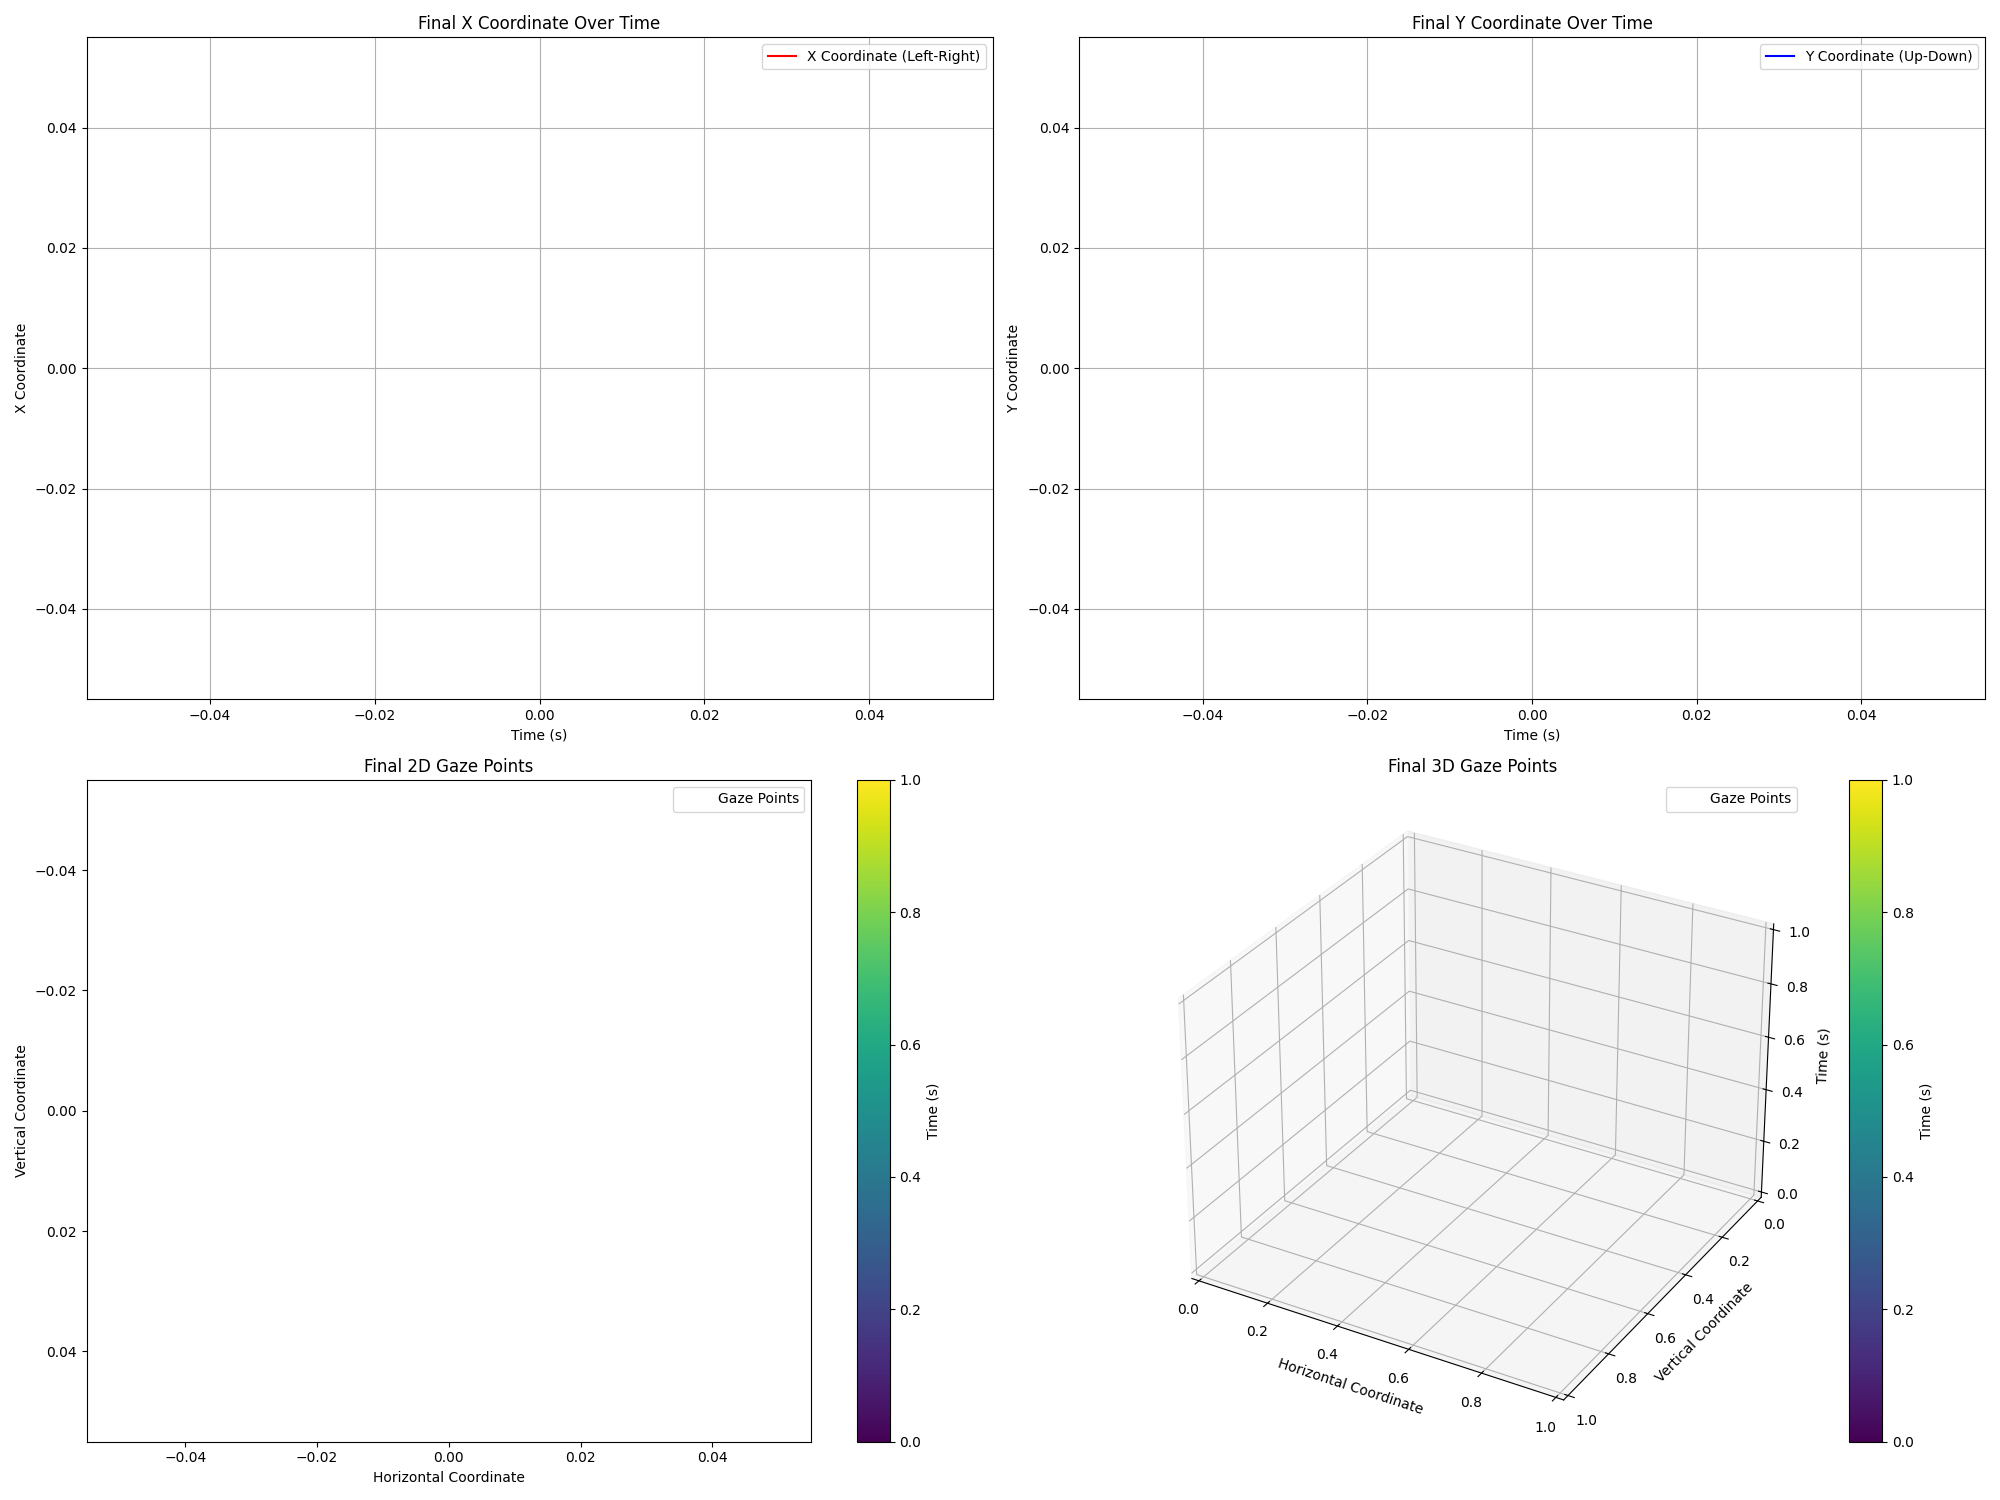 Final X Coordinate Over Time
X Coordinate (Left-Right)
0.04
0.02
0.00
−0.02
−0.04
X Coordinate
−0.04 −0.02 0.00 0.02 0.04
Time (s)
Final Y Coordinate Over Time
Y Coordinate (Up-Down)
0.04
0.02
0.00
−0.02
−0.04
Y Coordinate
−0.04 −0.02 0.00 0.02 0.04
Time (s)
Final 2D Gaze Points
Gaze Points
−0.04
−0.02
0.00
0.02
0.04
Vertical Coordinate
−0.04 −0.02 0.00 0.02 0.04
Horizontal Coordinate
1.0
0.8
0.6
0.4
0.2
0.0
Time (s)
Final 3D Gaze Points
Gaze Points
1.0
0.8
0.6
0.4
0.2
0.0
Time (s)
0.0
0.2
0.4
0.6
0.8
1.0
Vertical Coordinate
0.0
0.2
0.4
0.6
0.8
1.0
Horizontal Coordinate
1.0
0.8
0.6
0.4
0.2
0.0
Time (s)